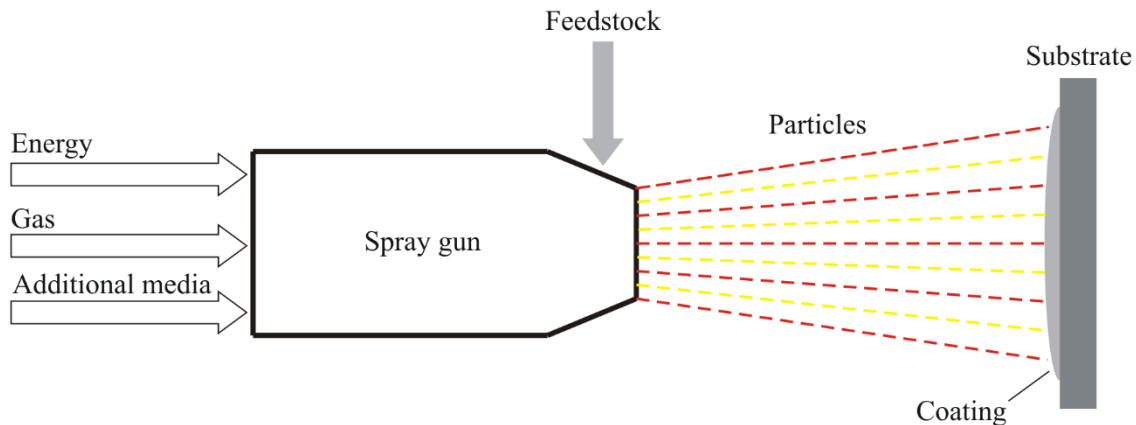 Feedstock
Substrate
Particles
Energy
Gas
Spray gun
Additional media
Coating